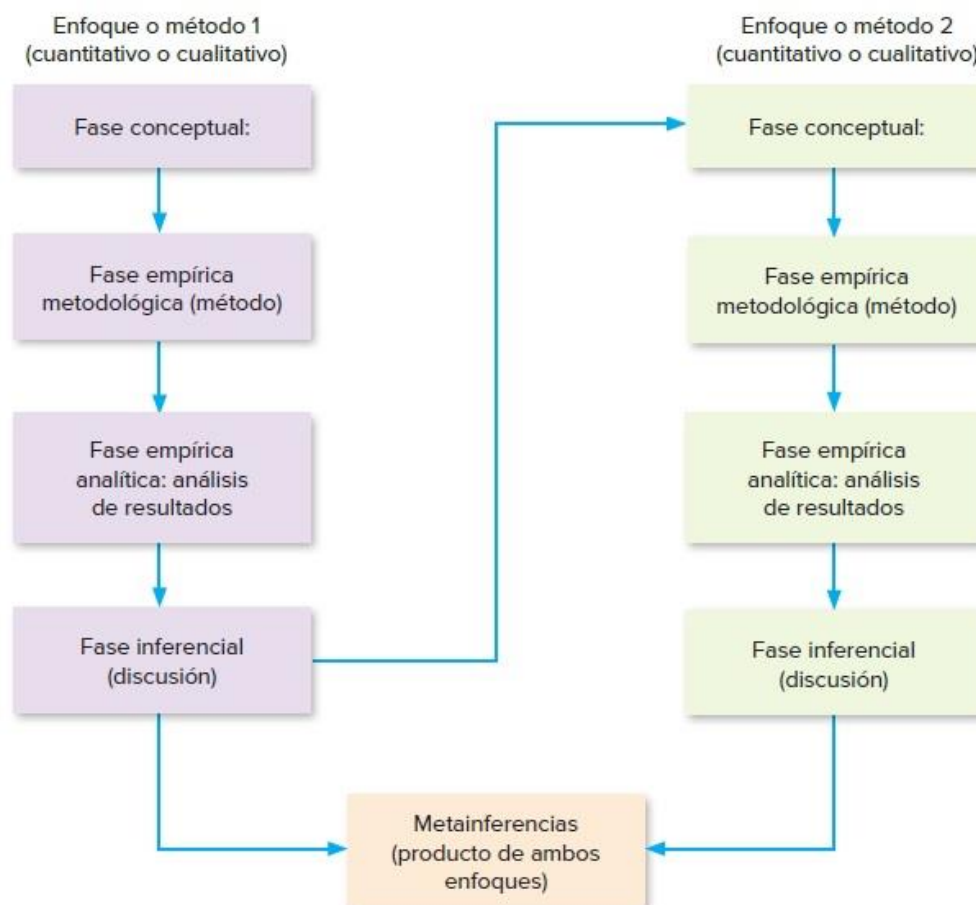 Enfoque o método 1
(cuantitativo o cualitativo)
Fase conceptual:
Fase empírica
metodológica (método)
Fase empírica
analítica: análisis
de resultados
Fase inferencial
(discusión)
Enfoque o método 2
(cuantitativo o cualitativo)
Fase conceptual:
Fase empírica
metodológica (método)
Fase empírica
analítica: análisis
de resultados
Fase inferencial
(discusión)
Metainferencias
(producto de ambos
enfoques)